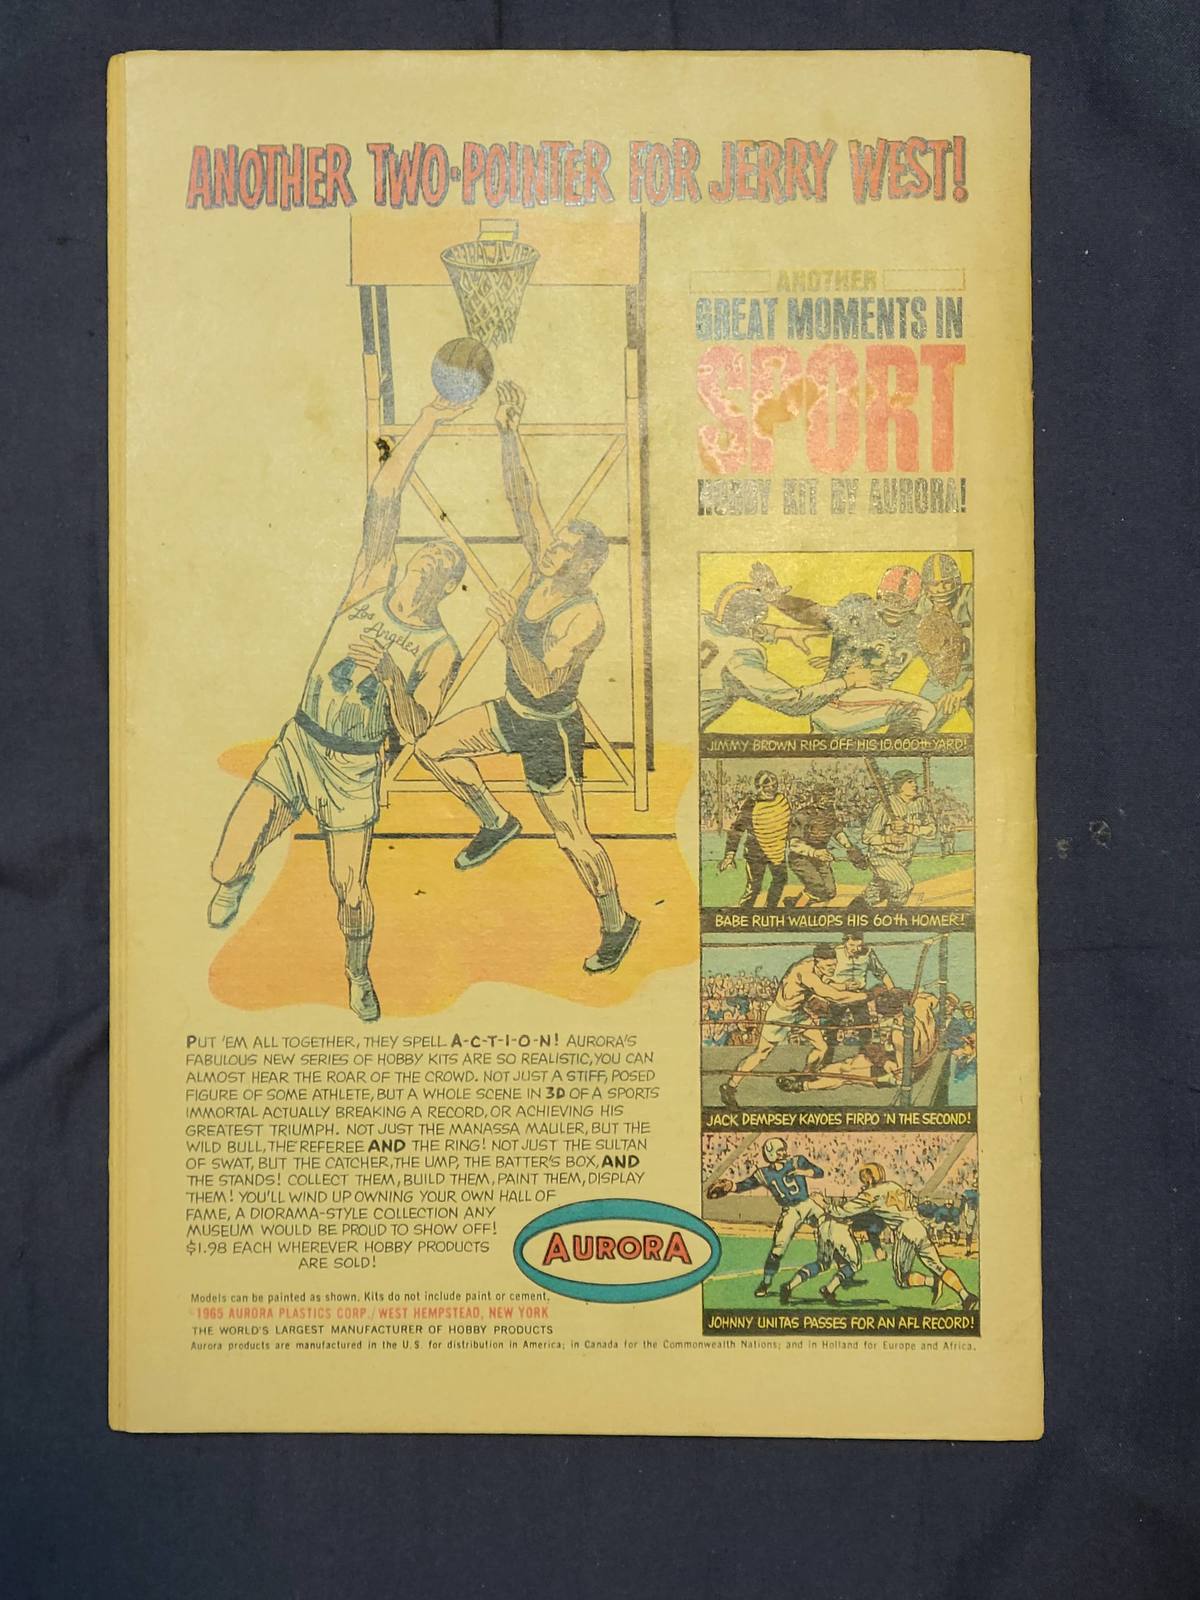 ANOTHER TWO-POINTER FOR JERRY WEST!
ANOTHER
GREAT MOMENTS IN
SPORT
HOBBY KIT BY AURORA!
Los
Angeles
JIMMY BROWN RIPS OFF HIS 10,000th YARD!
BABE RUTH WALLOPS HIS 60th HOMER!
JACK DEMPSEY KAYOES FIRPO 'N THE SECOND!
19
JOHNNY UNITAS PASSES FOR AN AFL RECORD!
PUT 'EM ALL TOGETHER, THEY SPELL A-C-T-I-O-N! AURORA'S
FABULOUS NEW SERIES OF HOBBY KITS ARE SO REALISTIC, YOU CAN
ALMOST HEAR THE ROAR OF THE CROWD. NOT JUST A STIFF, POSED
FIGURE OF SOME ATHLETE, BUT A WHOLE SCENE IN 3D OF A SPORTS
IMMORTAL ACTUALLY BREAKING A RECORD, OR ACHIEVING HIS
GREATEST TRIUMPH. NOT JUST THE MANASSA MAULER, BUT THE
WILD BULL, THE REFEREE AND THE RING! NOT JUST THE SULTAN
OF SWAT, BUT THE CATCHER, THE UMP, THE BATTER'S BOX, AND
THE STANDS! COLLECT THEM, BUILD THEM, PAINT THEM, DISPLAY
THEM! YOU'LL WIND UP OWNING YOUR OWN HALL OF
FAME, A DIORAMA-STYLE COLLECTION ANY
MUSEUM WOULD BE PROUD TO SHOW OFF!
$1.98 EACH WHEREVER HOBBY PRODUCTS
ARE SOLD!
AURORA
Models can be painted as shown. Kits do not include paint or cement.
©1965 AURORA PLASTICS CORP./WEST HEMPSTEAD, NEW YORK
THE WORLD'S LARGEST MANUFACTURER OF HOBBY PRODUCTS
Aurora products are manufactured in the U.S. for distribution in America; in Canada for the Commonwealth Nations; and in Holland for Europe and Africa.